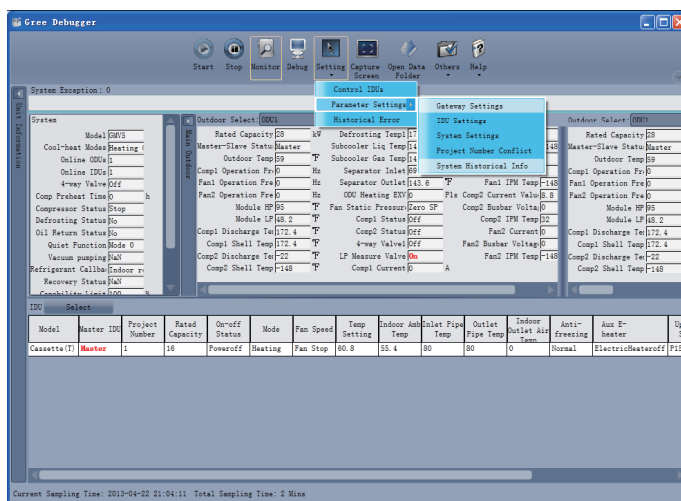 Gree Debugger
Start Stop Monitor Debug Setting Capture Screen Open Data Folder Others Help
System Exception: 0
Control IDUs
Parameter Settings
Historical Error
Gateway Settings
IDU Settings
System Settings
Project Number Conflict
System Historical Info
Unit Information
System
Model GMV5
Cool-heat Modes Heating
Online ODUs 1
Online IDUs 1
4-way Valve Off
Comp Preheat Time 0 h
Compressor Status Stop
Defrosting Status No
Oil Return Status No
Quiet Function Mode 0
Vacuum pumping NaN
Refrigerant Callba Indoor r
Recovery Status NaN
Capability Limit 100 %
Main Outdoor
Outdoor Select: ODU1
Rated Capacity 28 kW Defrosting Temp1 17
Master-Slave Statu Master Subcooler Liq Temp 14 148
Outdoor Temp 59 °F Subcooler Gas Temp 14
Comp1 Operation Fre 0 Hz Separator Inlet 69
Fan1 Operation Fre 0 Hz Separator Outlet 143.6 °F Fan1 IPM Temp -148
Fan2 Operation Fre 0 Hz ODU Heating EXV 0 Pls Comp2 Current Valu 8.8
Module HP 95 °F Fan Static Pressur Zero SF Comp2 Busbar Voltag 0
Module LP 48.2 °F Comp1 Status Off Comp2 IPM Temp 32
Comp1 Discharge Te 172.4 °F Comp2 Status Off Fan2 Current 0
Comp1 Shell Temp 172.4 °F 4-way Valve1 Off Fan2 Busbar Voltage 0
Comp2 Discharge Te -22 °F LP Measure Valve On Fan2 IPM Temp -148
Comp2 Shell Temp -148 °F Comp1 Current 0 A
Outdoor Select: ODU1
Rated Capacity 28
Master-Slave Statu Master
Outdoor Temp 59
Comp1 Operation Fre 0
Fan1 Operation Fre 0
Fan2 Operation Fre 0
Module HP 95
Module LP 48.2
Comp1 Discharge Te 172.4
Comp1 Shell Temp 172.4
Comp2 Discharge Te -22
Comp2 Shell Temp -148
IDU Select
Model Master IDU Project Number Rated Capacity On-off Status Mode Fan Speed Temp Setting Indoor Amb Temp Inlet Pipe Temp Outlet Pipe Temp Indoor Outlet Air Temp Anti-freezing Aux E-heater Up
Cassette(T) Master 1 16 Poweroff Heating Fan Stop 60.8 55.4 80 80 0 Normal ElectricHeateroff P15
Current Sampling Time: 2013-04-22 21:04:11 Total Sampling Time: 2 Mins